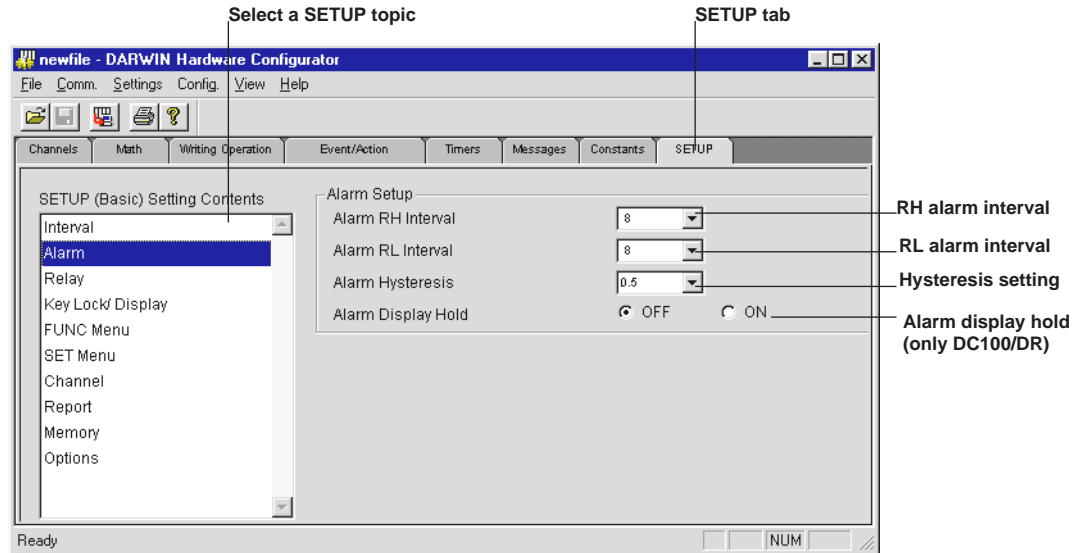 Select a SETUP topic
SETUP tab
newfile - DARWIN Hardware Configurator
File Comm. Settings Config. View Help
Channels Math Writing Operation Event/Action Timers Messages Constants SETUP
SETUP (Basic) Setting Contents
Interval
Alarm
Relay
Key Lock/ Display
FUNC Menu
SET Menu
Channel
Report
Memory
Options
Alarm Setup
Alarm RH Interval 8
Alarm RL Interval 8
Alarm Hysteresis 0.5
Alarm Display Hold OFF ON
RH alarm interval
RL alarm interval
Hysteresis setting
Alarm display hold
(only DC100/DR)
Ready NUM